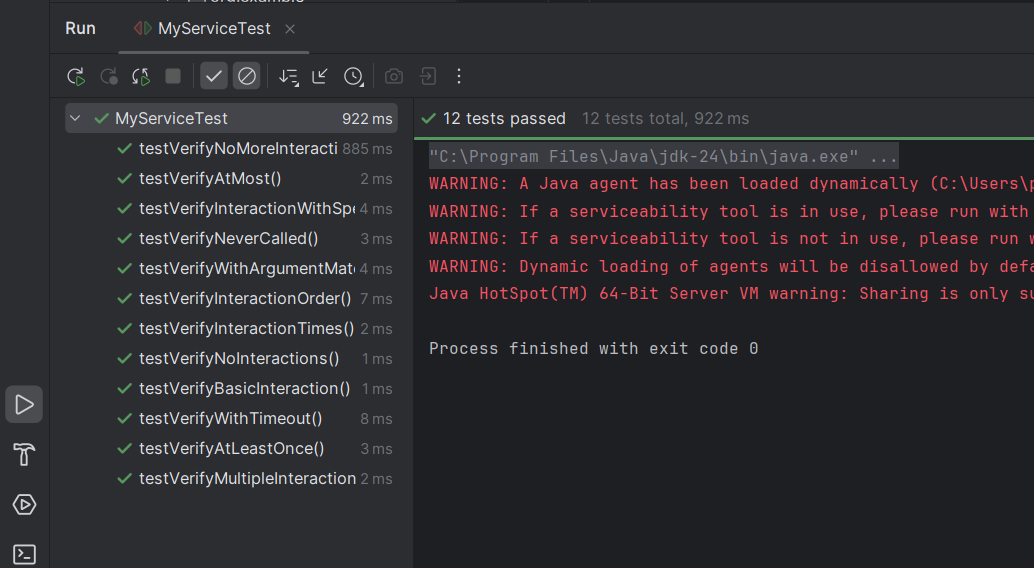 Run MyServiceTest
MyServiceTest 922 ms
12 tests passed 12 tests total, 922 ms
testVerifyNoMoreInteracti 885 ms
testVerifyAtMost() 2 ms
testVerifyInteractionWithSpe 4 ms
testVerifyNeverCalled() 3 ms
testVerifyWithArgumentMat 4 ms
testVerifyInteractionOrder() 7 ms
testVerifyInteractionTimes() 2 ms
testVerifyNoInteractions() 1 ms
testVerifyBasicInteraction() 1 ms
testVerifyWithTimeout() 8 ms
testVerifyAtLeastOnce() 3 ms
testVerifyMultipleInteraction 2 ms
"C:\Program Files\Java\jdk-24\bin\java.exe" ...
WARNING: A Java agent has been loaded dynamically (C:\Users\p
WARNING: If a serviceability tool is in use, please run with
WARNING: If a serviceability tool is not in use, please run w
WARNING: Dynamic loading of agents will be disallowed by defa
Java HotSpot(TM) 64-Bit Server VM warning: Sharing is only su
Process finished with exit code 0